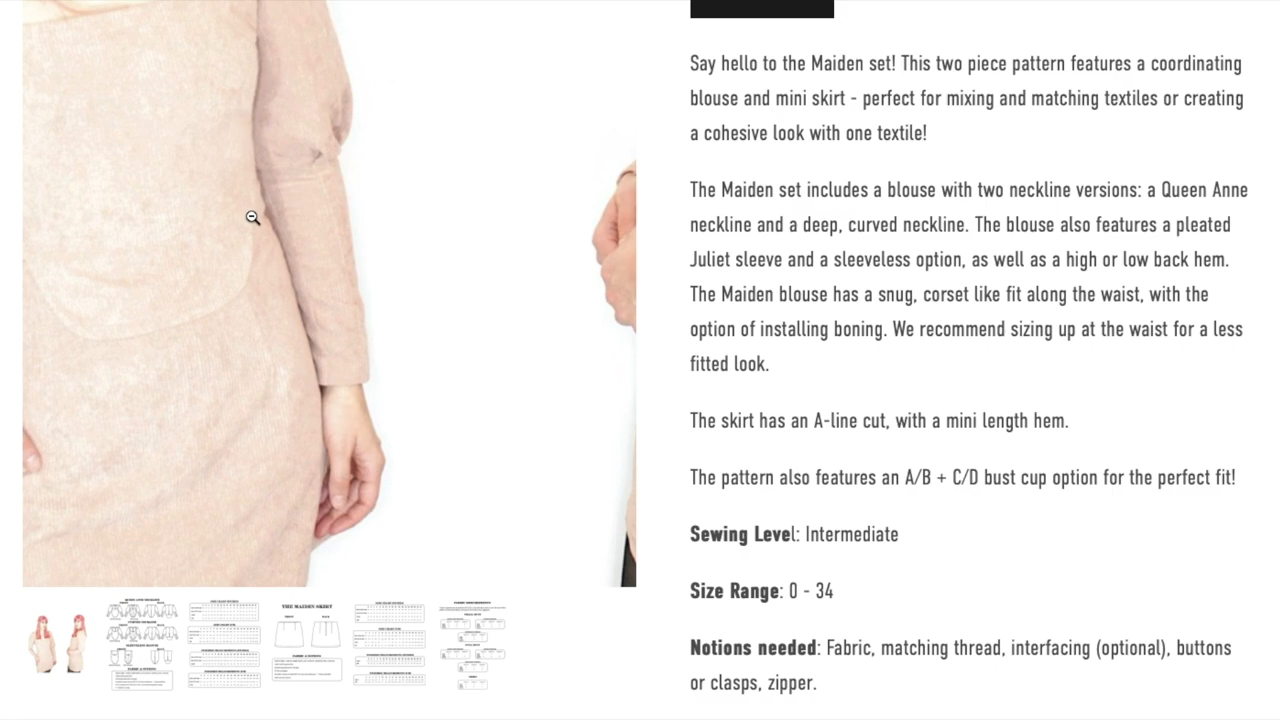 Say hello to the Maiden set! This two piece pattern features a coordinating
blouse and mini skirt - perfect for mixing and matching textiles or creating
a cohesive look with one textile!
The Maiden set includes a blouse with two neckline versions: a Queen Anne
neckline and a deep, curved neckline. The blouse also features a pleated
Juliet sleeve and a sleeveless option, as well as a high or low back hem.
The Maiden blouse has a snug, corset like fit along the waist, with the
option of installing boning. We recommend sizing up at the waist for a less
fitted look.
The skirt has an A-line cut, with a mini length hem.
The pattern also features an A/B + C/D bust cup option for the perfect fit!
Sewing Level: Intermediate
Size Range: 0 - 34
Notions needed: Fabric, matching thread, interfacing (optional), buttons
or clasps, zipper.
THE MAIDEN SKIRT